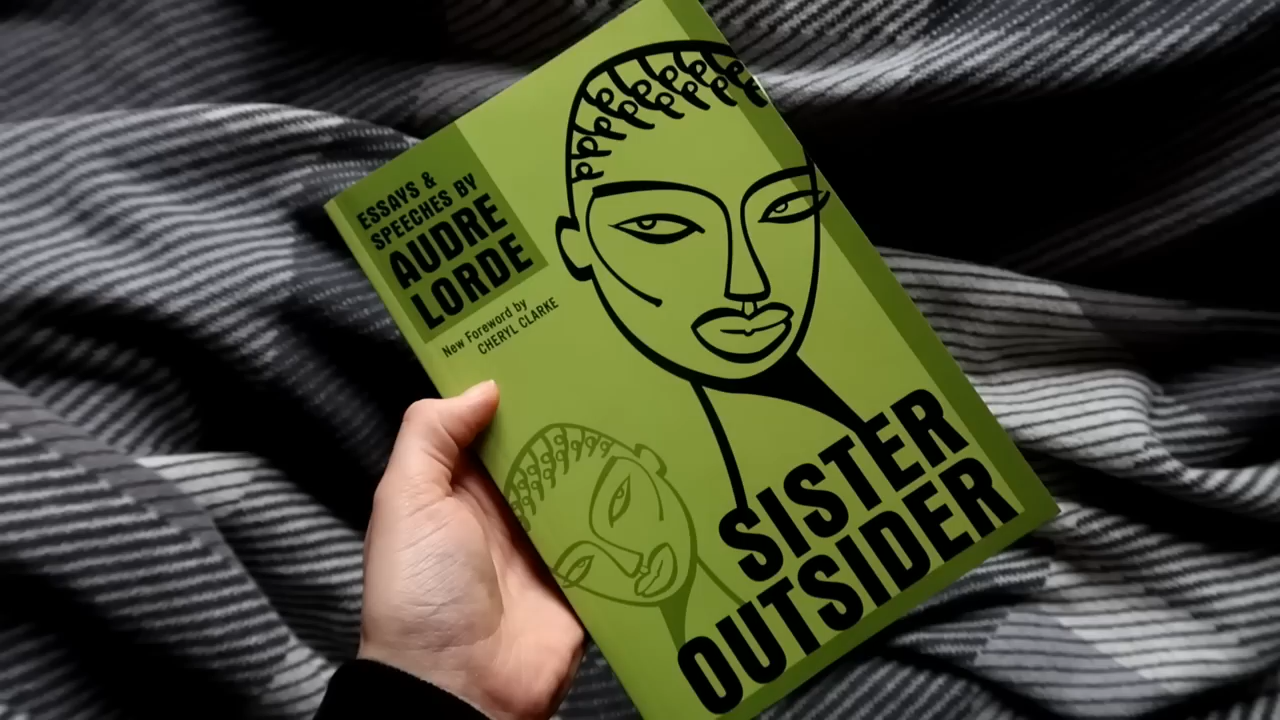 ESSAYS &
SPEECHES BY
AUDRE
LORDE
New Foreword by
CHERYL CLARKE
SISTER
OUTSIDER